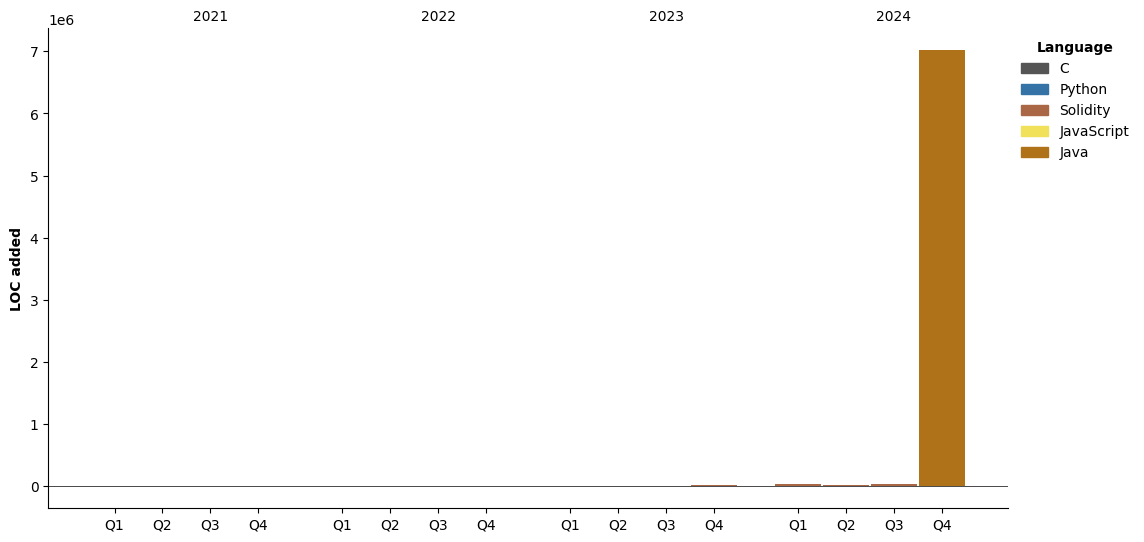 2021 2022 2023 2024
1e6
Language
C
Python
Solidity
JavaScript
Java
7
6
5
4
3
2
1
0
LOC added
Q1 Q2 Q3 Q4 Q1 Q2 Q3 Q4 Q1 Q2 Q3 Q4 Q1 Q2 Q3 Q4